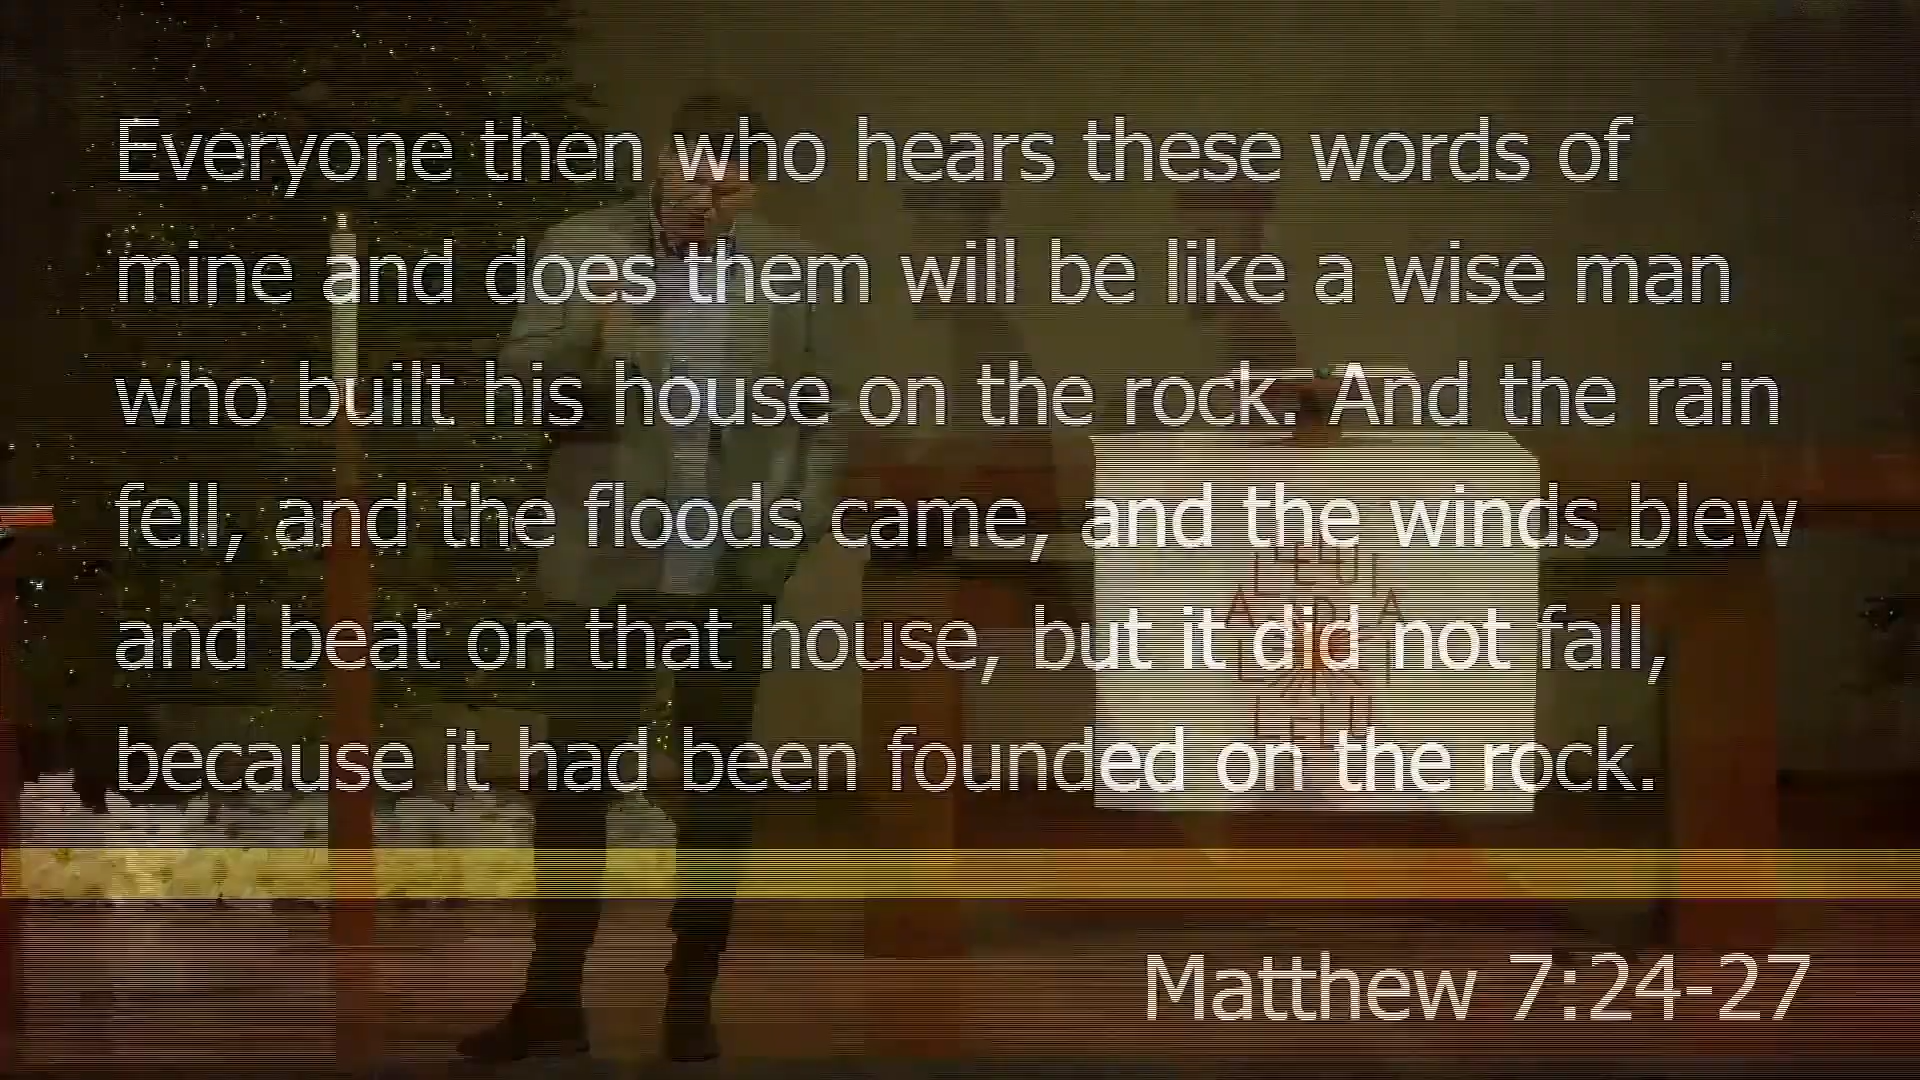 Everyone then who hears these words of
mine and does them will be like a wise man
who built his house on the rock. And the rain
fell, and the floods came, and the winds blew
and beat on that house, but it did not fall,
because it had been founded on the rock.
Matthew 7:24-27